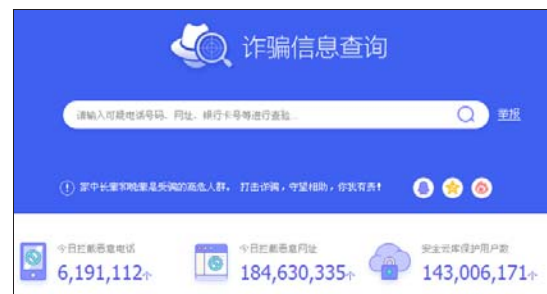 诈骗信息查询
请输入可疑电话号码、网址、银行卡号等进行查验...
举报
家中长辈和晚辈是受骗的高危人群，打击诈骗，守望相助，你我有责！
今日拦截恶意电话
6,191,112个
今日拦截恶意网址
184,630,335个
安全云库保护用户数
143,006,171个